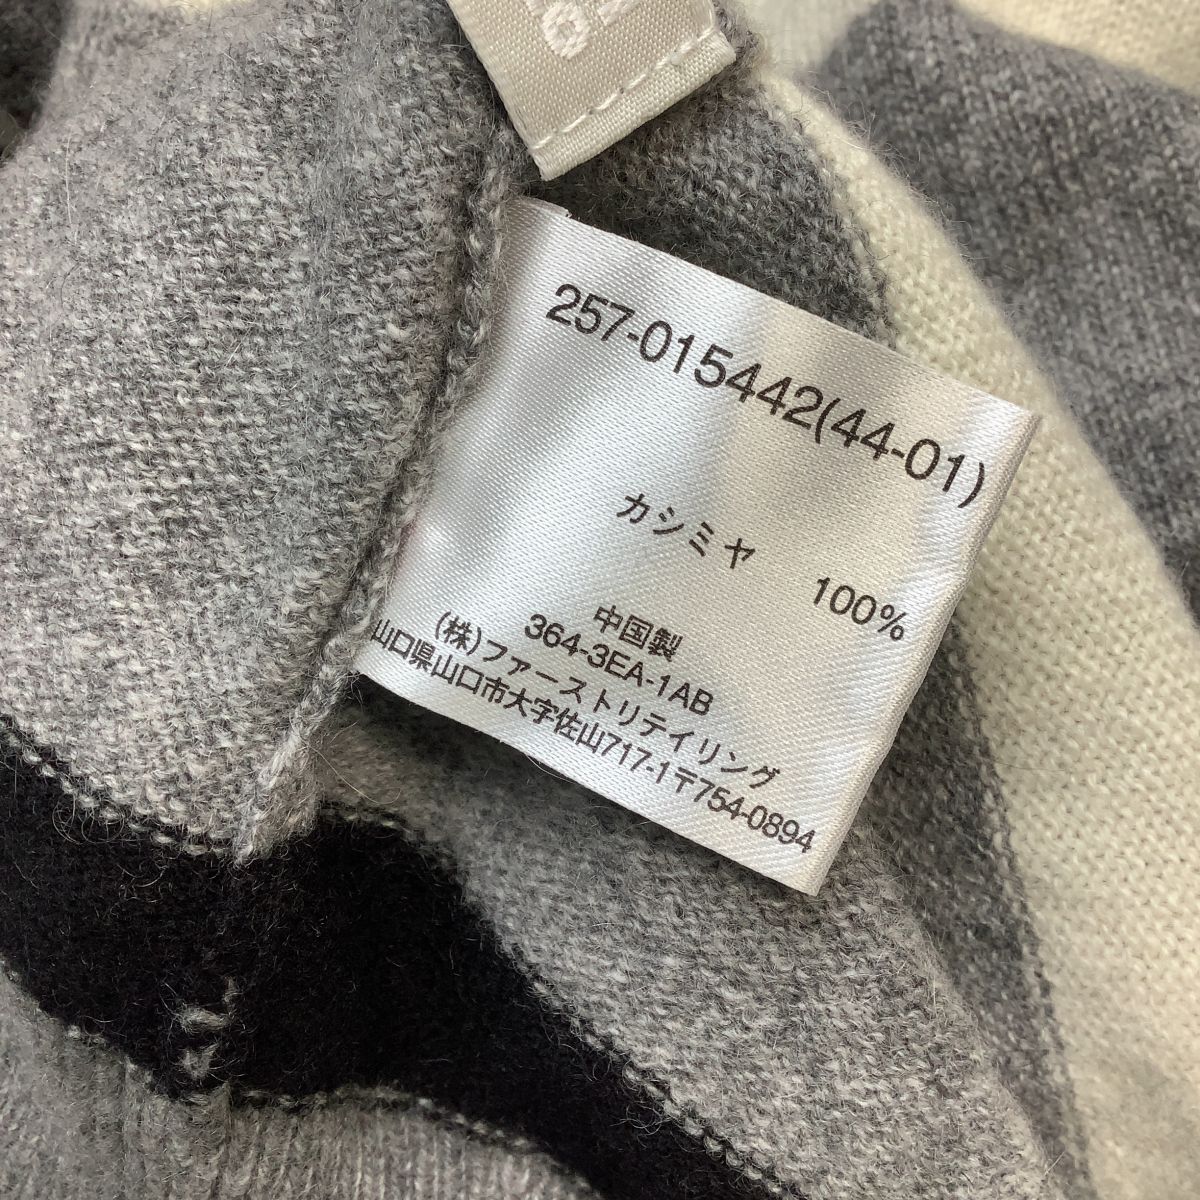 257-015442(44-01)
カシミヤ 100%
中国製
364-3EA-1AB
(株)ファーストリテイリング
山口県山口市大字佐山717-1〒754-0894